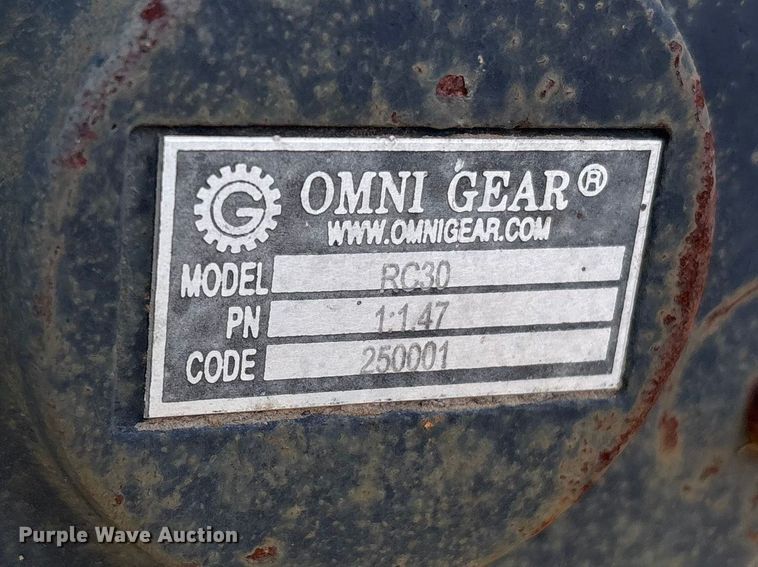 G OMNI GEAR®
WWW.OMNIGEAR.COM
MODEL RC30
PN 1:1.47
CODE 250001
Purple Wave Auction